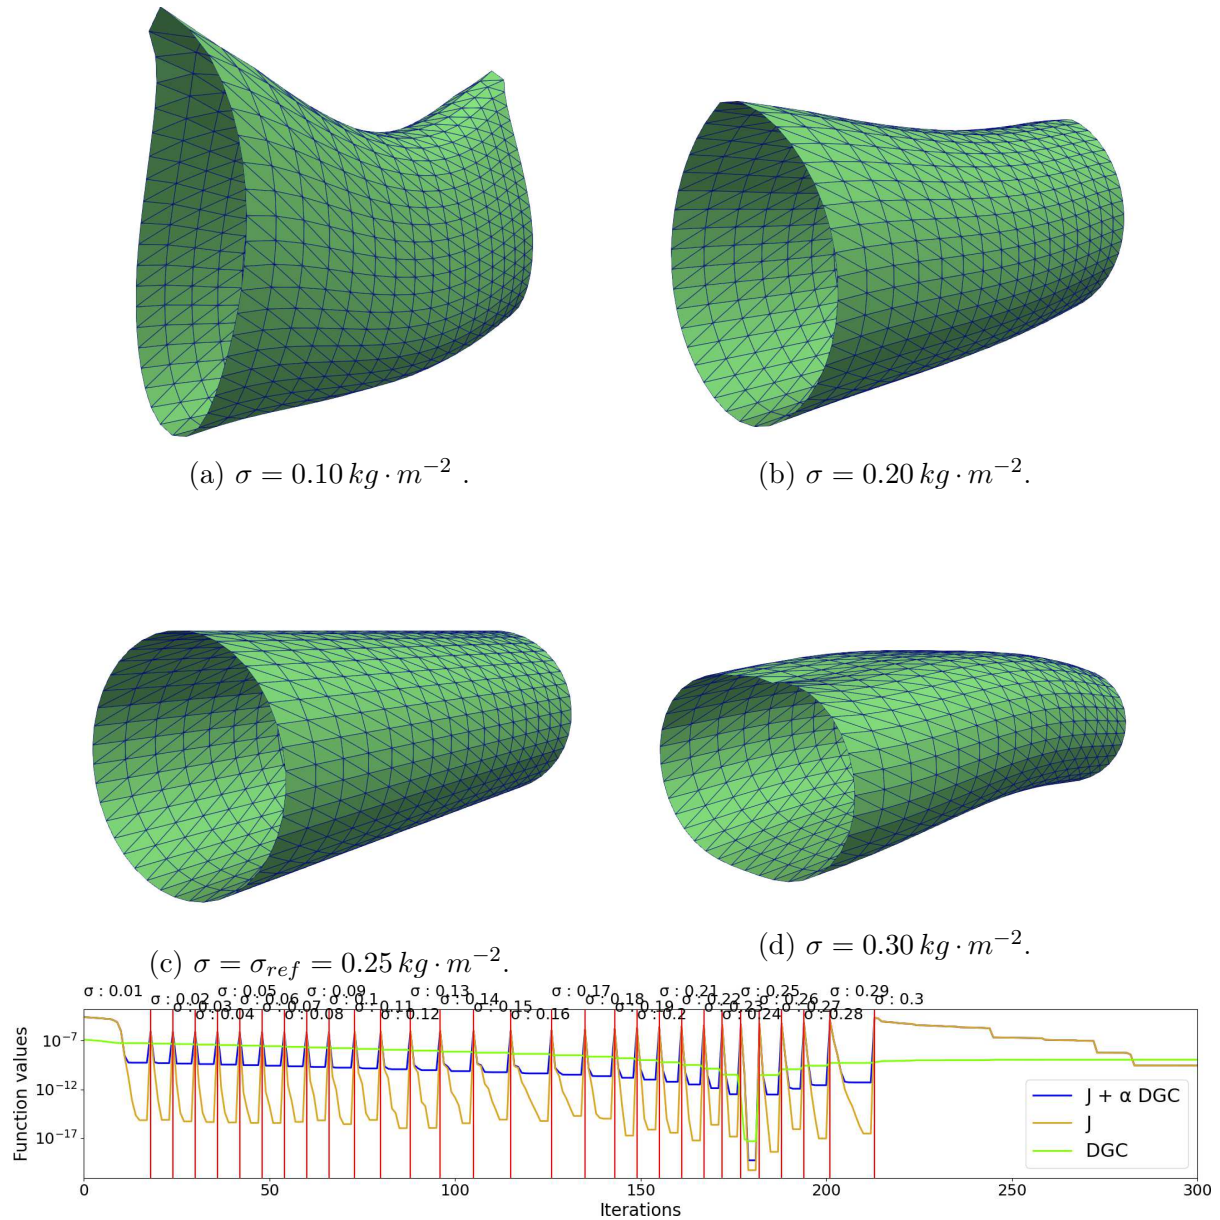 (a) σ = 0.10 kg · m⁻² .
(b) σ = 0.20 kg · m⁻².
(c) σ = σ_ref = 0.25 kg · m⁻².
(d) σ = 0.30 kg · m⁻².
σ : 0.01
σ : 0.02
σ : 0.03
σ : 0.04
σ : 0.05
σ : 0.06
σ : 0.07
σ : 0.08
σ : 0.09
σ : 0.1
σ : 0.11
σ : 0.12
σ : 0.13
σ : 0.14
σ : 0.15
σ : 0.16
σ : 0.17
σ : 0.18
σ : 0.19
σ : 0.2
σ : 0.21
σ : 0.22
σ : 0.23
σ : 0.24
σ : 0.25
σ : 0.26
σ : 0.27
σ : 0.28
σ : 0.29
σ : 0.3
Function values
10⁻⁷
10⁻¹²
10⁻¹⁷
J + α DGC
J
DGC
0 50 100 150 200 250 300
Iterations